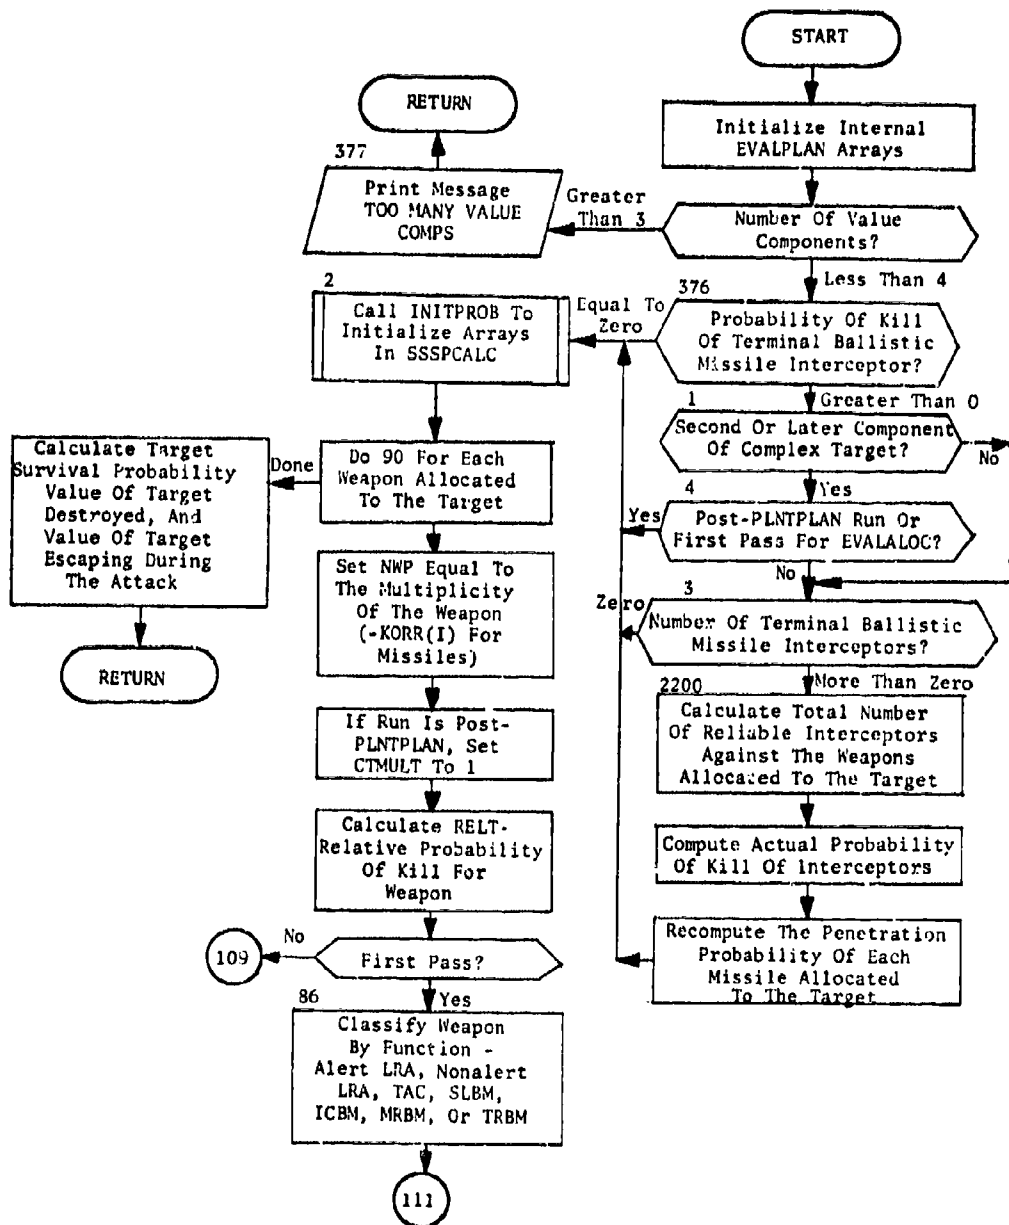 START
Initialize Internal
EVALPLAN Arrays
Number Of Value
Components?
Greater
Than 3
377
Print Message
TOO MANY VALUE
COMPS
RETURN
Less Than 4
376
Probability Of Kill
Of Terminal Ballistic
Missile Interceptor?
Equal To
Zero
Greater Than 0
1
Second Or Later Component
Of Complex Target?
No
Yes
4
Post-PLNTPLAN Run Or
First Pass For EVALALOC?
Yes
No
3
Number Of Terminal Ballistic
Missile Interceptors?
Zero
More Than Zero
2200
Calculate Total Number
Of Reliable Interceptors
Against The Weapons
Allocated To The Target
Compute Actual Probability
Of Kill Of Interceptors
Recompute The Penetration
Probability Of Each
Missile Allocated
To The Target
2
Call INITPROB To
Initialize Arrays
In SSSPCALC
Do 90 For Each
Weapon Allocated
To The Target
Done
Calculate Target
Survival Probability
Value Of Target
Destroyed, And
Value Of Target
Escaping During
The Attack
RETURN
Set NWP Equal To
The Multiplicity
Of The Weapon
(-KORR(I) For
Missiles)
If Run Is Post-
PLNTPLAN, Set
CTMULT To 1
Calculate RELT-
Relative Probability
Of Kill For
Weapon
First Pass?
No
109
Yes
86
Classify Weapon
By Function -
Alert LRA, Nonalert
LRA, TAC, SLBM,
ICBM, MRBM, Or TRBM
111